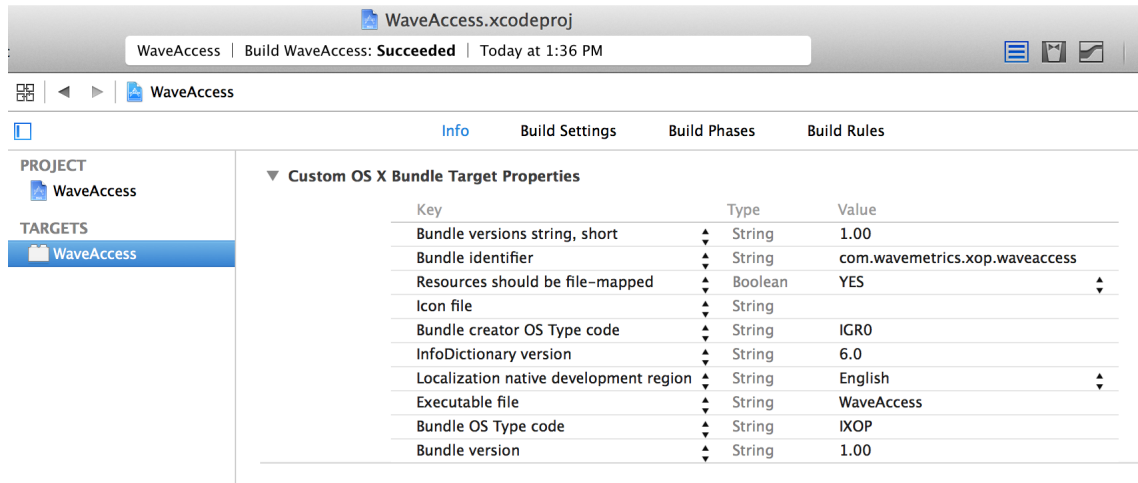 WaveAccess.xcodeproj
WaveAccess | Build WaveAccess: Succeeded | Today at 1:36 PM
WaveAccess
Info Build Settings Build Phases Build Rules
PROJECT
WaveAccess
TARGETS
WaveAccess
Custom OS X Bundle Target Properties
Key Type Value
Bundle versions string, short String 1.00
Bundle identifier String com.wavemetrics.xop.waveaccess
Resources should be file-mapped Boolean YES
Icon file String
Bundle creator OS Type code String IGR0
InfoDictionary version String 6.0
Localization native development region String English
Executable file String WaveAccess
Bundle OS Type code String IXOP
Bundle version String 1.00